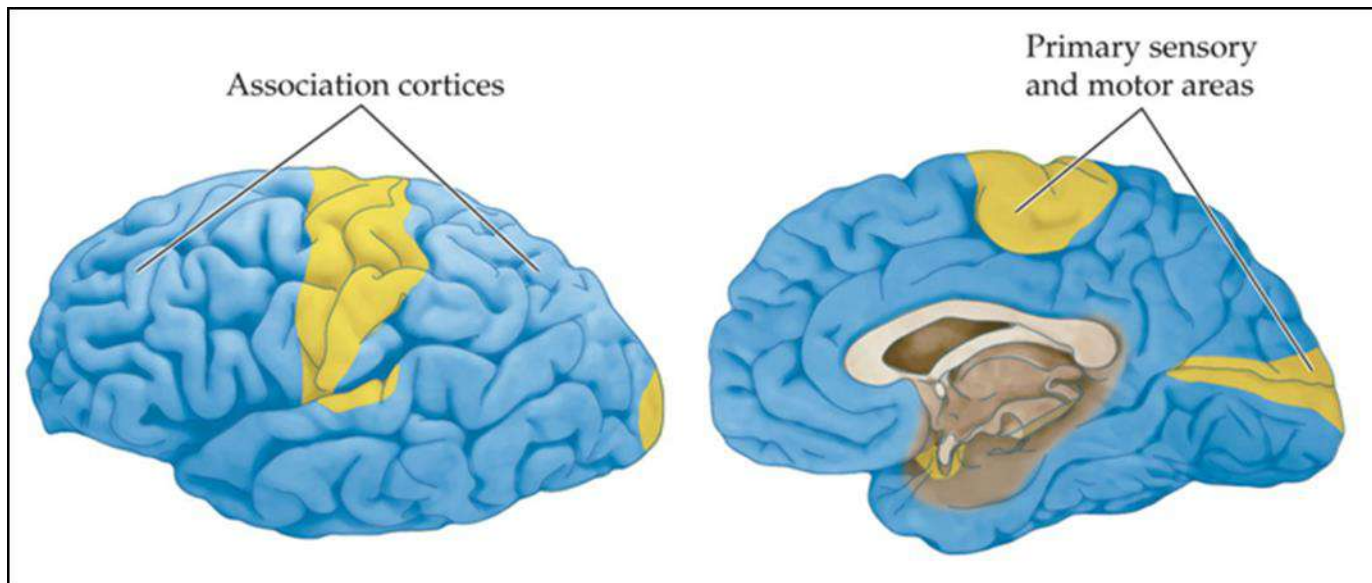 Association cortices
Primary sensory
and motor areas